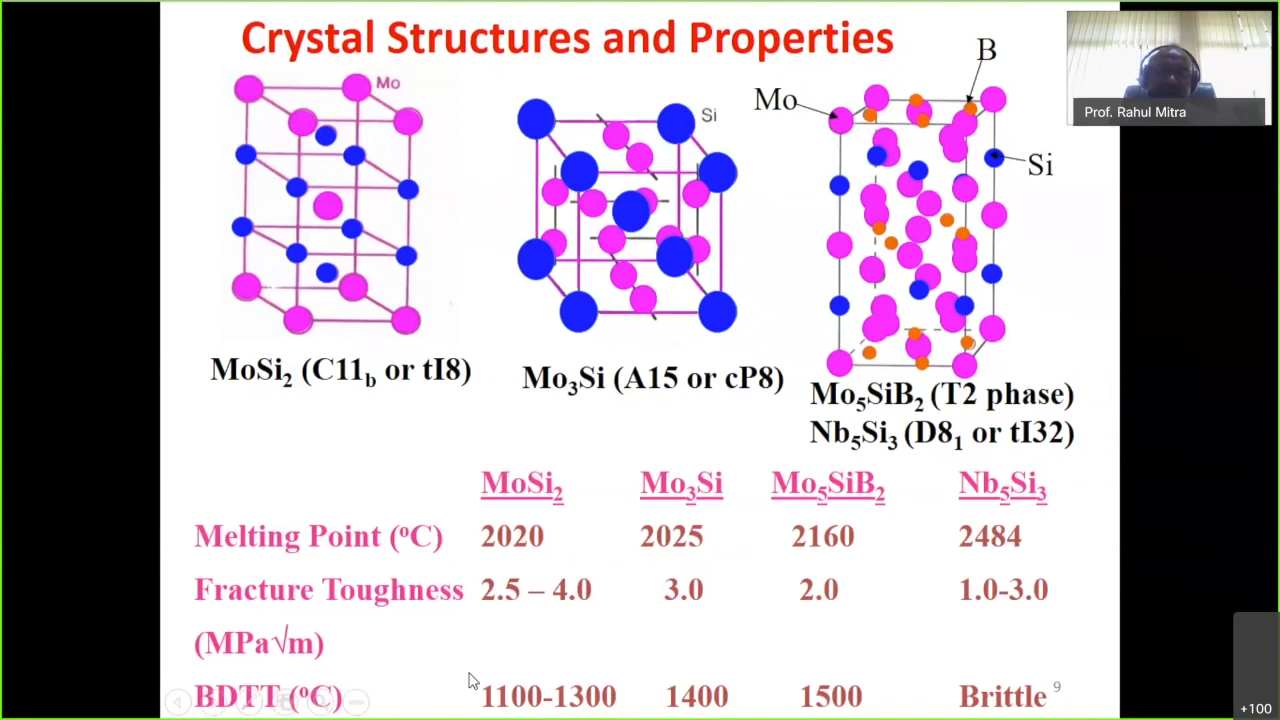 Crystal Structures and Properties
Prof. Rahul Mitra
Mo
Si
Mo
B
Si
MoSi₂ (C11b or tI8)
Mo₃Si (A15 or cP8)
Mo₅SiB₂ (T2 phase)
Nb₅Si₃ (D8₁ or tI32)
MoSi₂ Mo₃Si Mo₅SiB₂ Nb₅Si₃
Melting Point (ºC) 2020 2025 2160 2484
Fracture Toughness 2.5 – 4.0 3.0 2.0 1.0-3.0
(MPa√m)
BDTT (ºC) 1100-1300 1400 1500 Brittle
9
+100